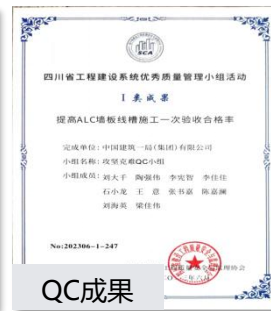 四川省工程建设系统优秀质量管理小组活动
I 类成果
提高ALC墙板线槽施工一次验收合格率
完成单位:中国建筑一局(集团)有限公司
小组名称:攻坚克难QC小组
小组成员:刘大千 陶强伟 李宪智 李佳佳
石小龙 王意 张书嘉 陈嘉澜
刘海英 梁佳伟
No:202306-I-247
QC成果